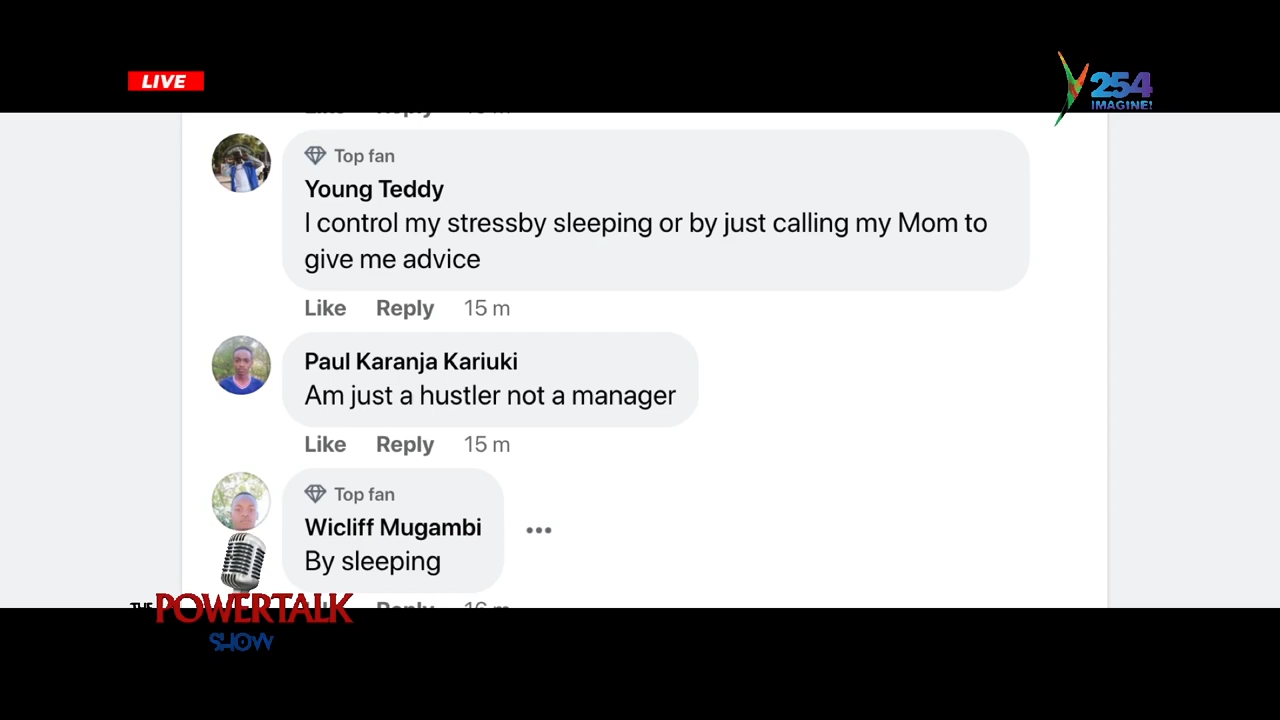 LIVE
254
IMAGINE!
Top fan
Young Teddy
I control my stressby sleeping or by just calling my Mom to
give me advice
Like Reply 15 m
Paul Karanja Kariuki
Am just a hustler not a manager
Like Reply 15 m
Top fan
Wicliff Mugambi
By sleeping
THE POWERTALK
SHOW